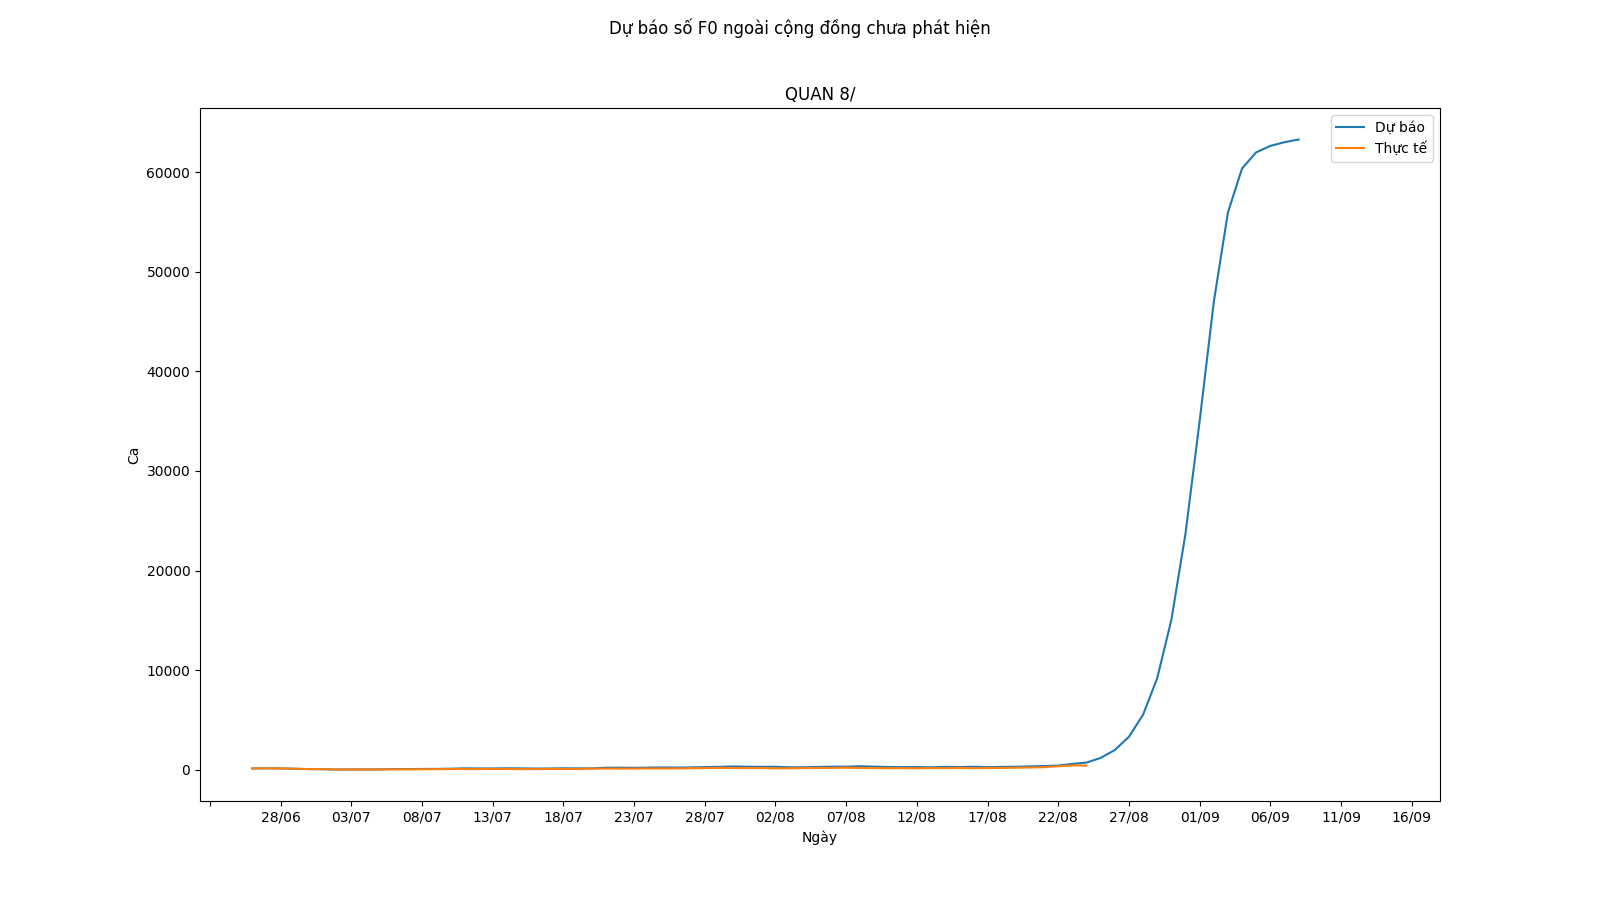 Dự báo số F0 ngoài cộng đồng chưa phát hiện
QUAN 8/
Dự báo
Thực tế
60000
50000
40000
30000
20000
10000
0
Ca
28/06 03/07 08/07 13/07 18/07 23/07 28/07 02/08 07/08 12/08 17/08 22/08 27/08 01/09 06/09 11/09 16/09
Ngày